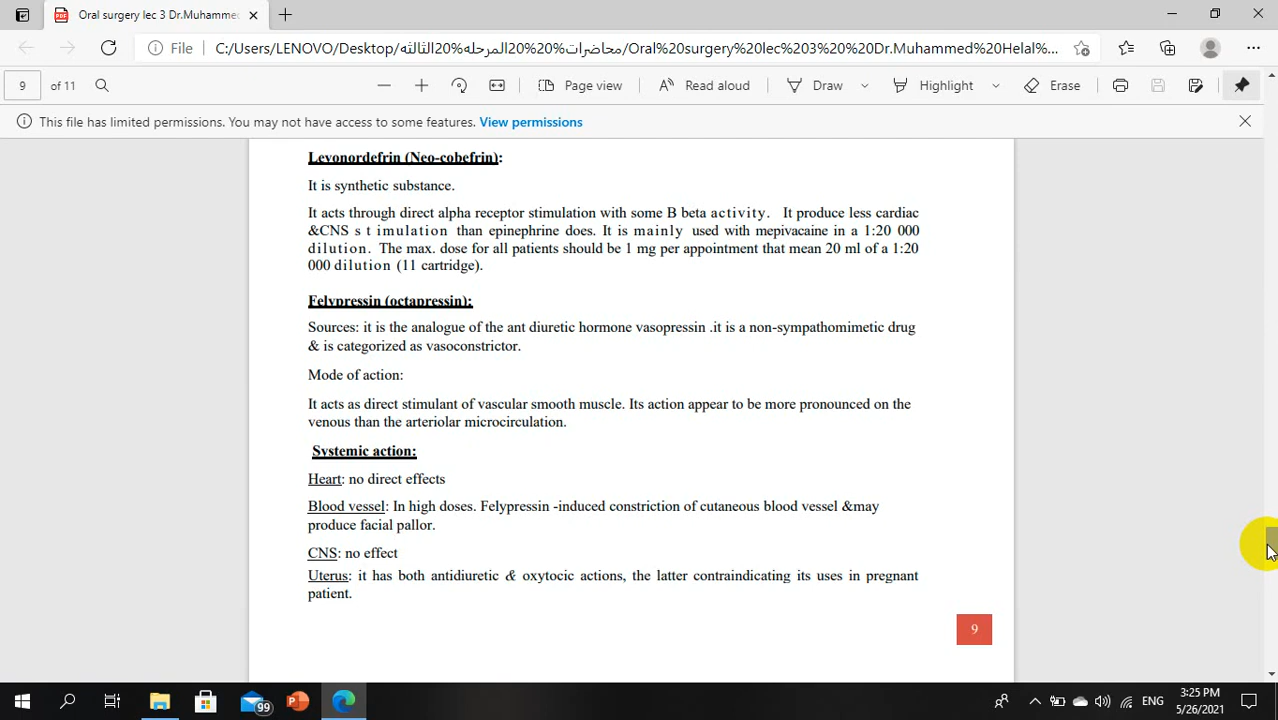 Oral surgery lec 3 Dr.Muhamme
File
C:/Users/LENOVO/Desktop/محاضرات%20%20المرحله%20الثالثه/Oral%20surgery%20lec%203%20%20Dr.Muhammed%20Helal%...
9 of 11
Page view
Read aloud
Draw
Highlight
Erase
This file has limited permissions. You may not have access to some features. View permissions
Levonordefrin (Neo-cobefrin):
It is synthetic substance.
It acts through direct alpha receptor stimulation with some B beta activity. It produce less cardiac
&CNS s t imulation than epinephrine does. It is mainly used with mepivacaine in a 1:20 000
dilution. The max. dose for all patients should be 1 mg per appointment that mean 20 ml of a 1:20
000 dilution (11 cartridge).
Felypressin (octapressin):
Sources: it is the analogue of the ant diuretic hormone vasopressin .it is a non-sympathomimetic drug
& is categorized as vasoconstrictor.
Mode of action:
It acts as direct stimulant of vascular smooth muscle. Its action appear to be more pronounced on the
venous than the arteriolar microcirculation.
Systemic action:
Heart: no direct effects
Blood vessel: In high doses. Felypressin -induced constriction of cutaneous blood vessel &may
produce facial pallor.
CNS: no effect
Uterus: it has both antidiuretic & oxytocic actions, the latter contraindicating its uses in pregnant
patient.
9
99
ENG
3:25 PM
5/26/2021